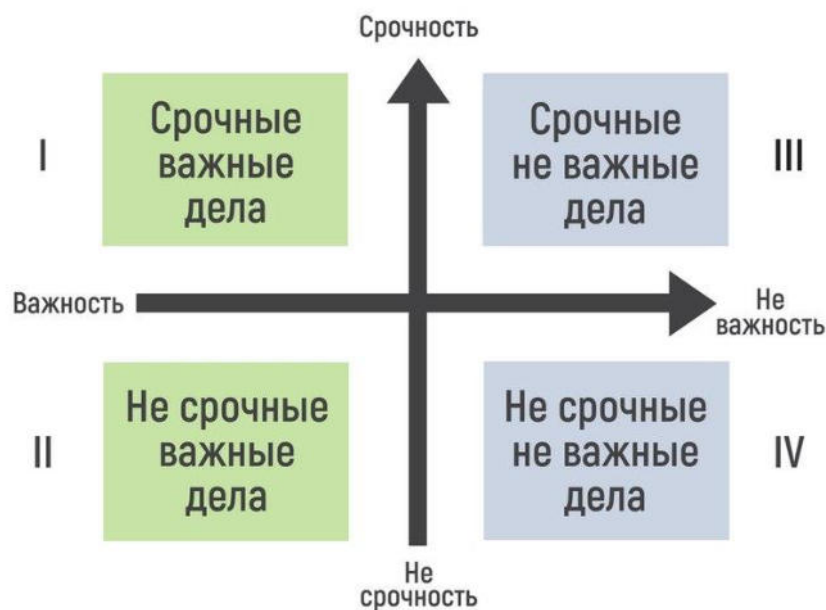 Срочность
I
Срочные
важные
дела
Срочные
не важные
дела
III
Важность
Не
важность
II
Не срочные
важные
дела
Не срочные
не важные
дела
IV
Не
срочность